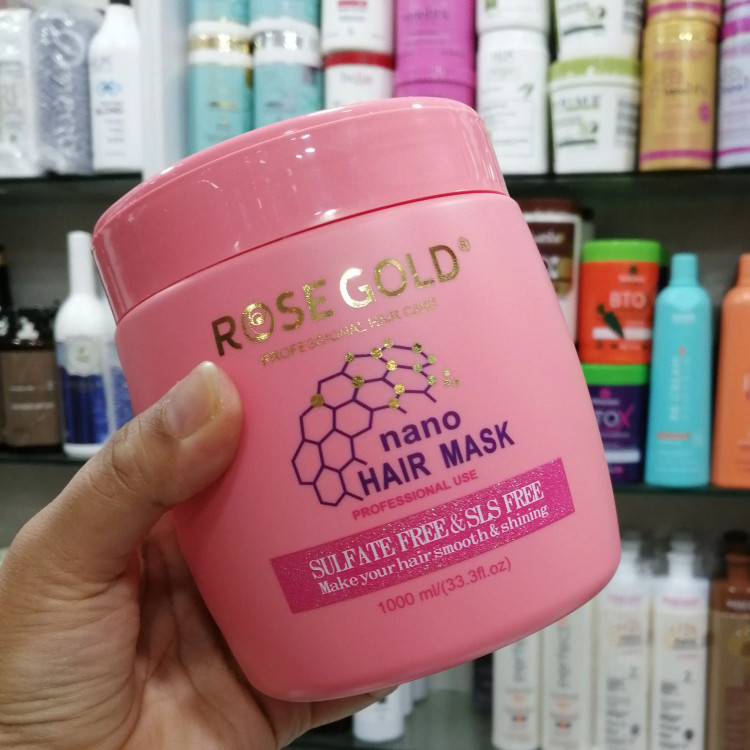 ROSE GOLD®
PROFESSIONAL HAIR CARE
nano
HAIR MASK
PROFESSIONAL USE
SULFATE FREE & SLS FREE
Make your hair smooth & shining
1000 ml/(33.3fl.oz)
BTO